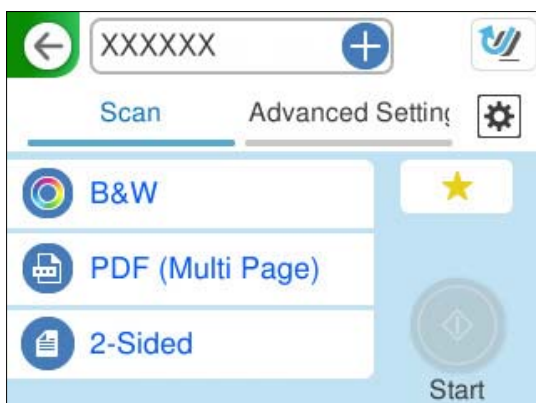 XXXXXX
Scan
Advanced Setting
B&W
PDF (Multi Page)
2-Sided
Start